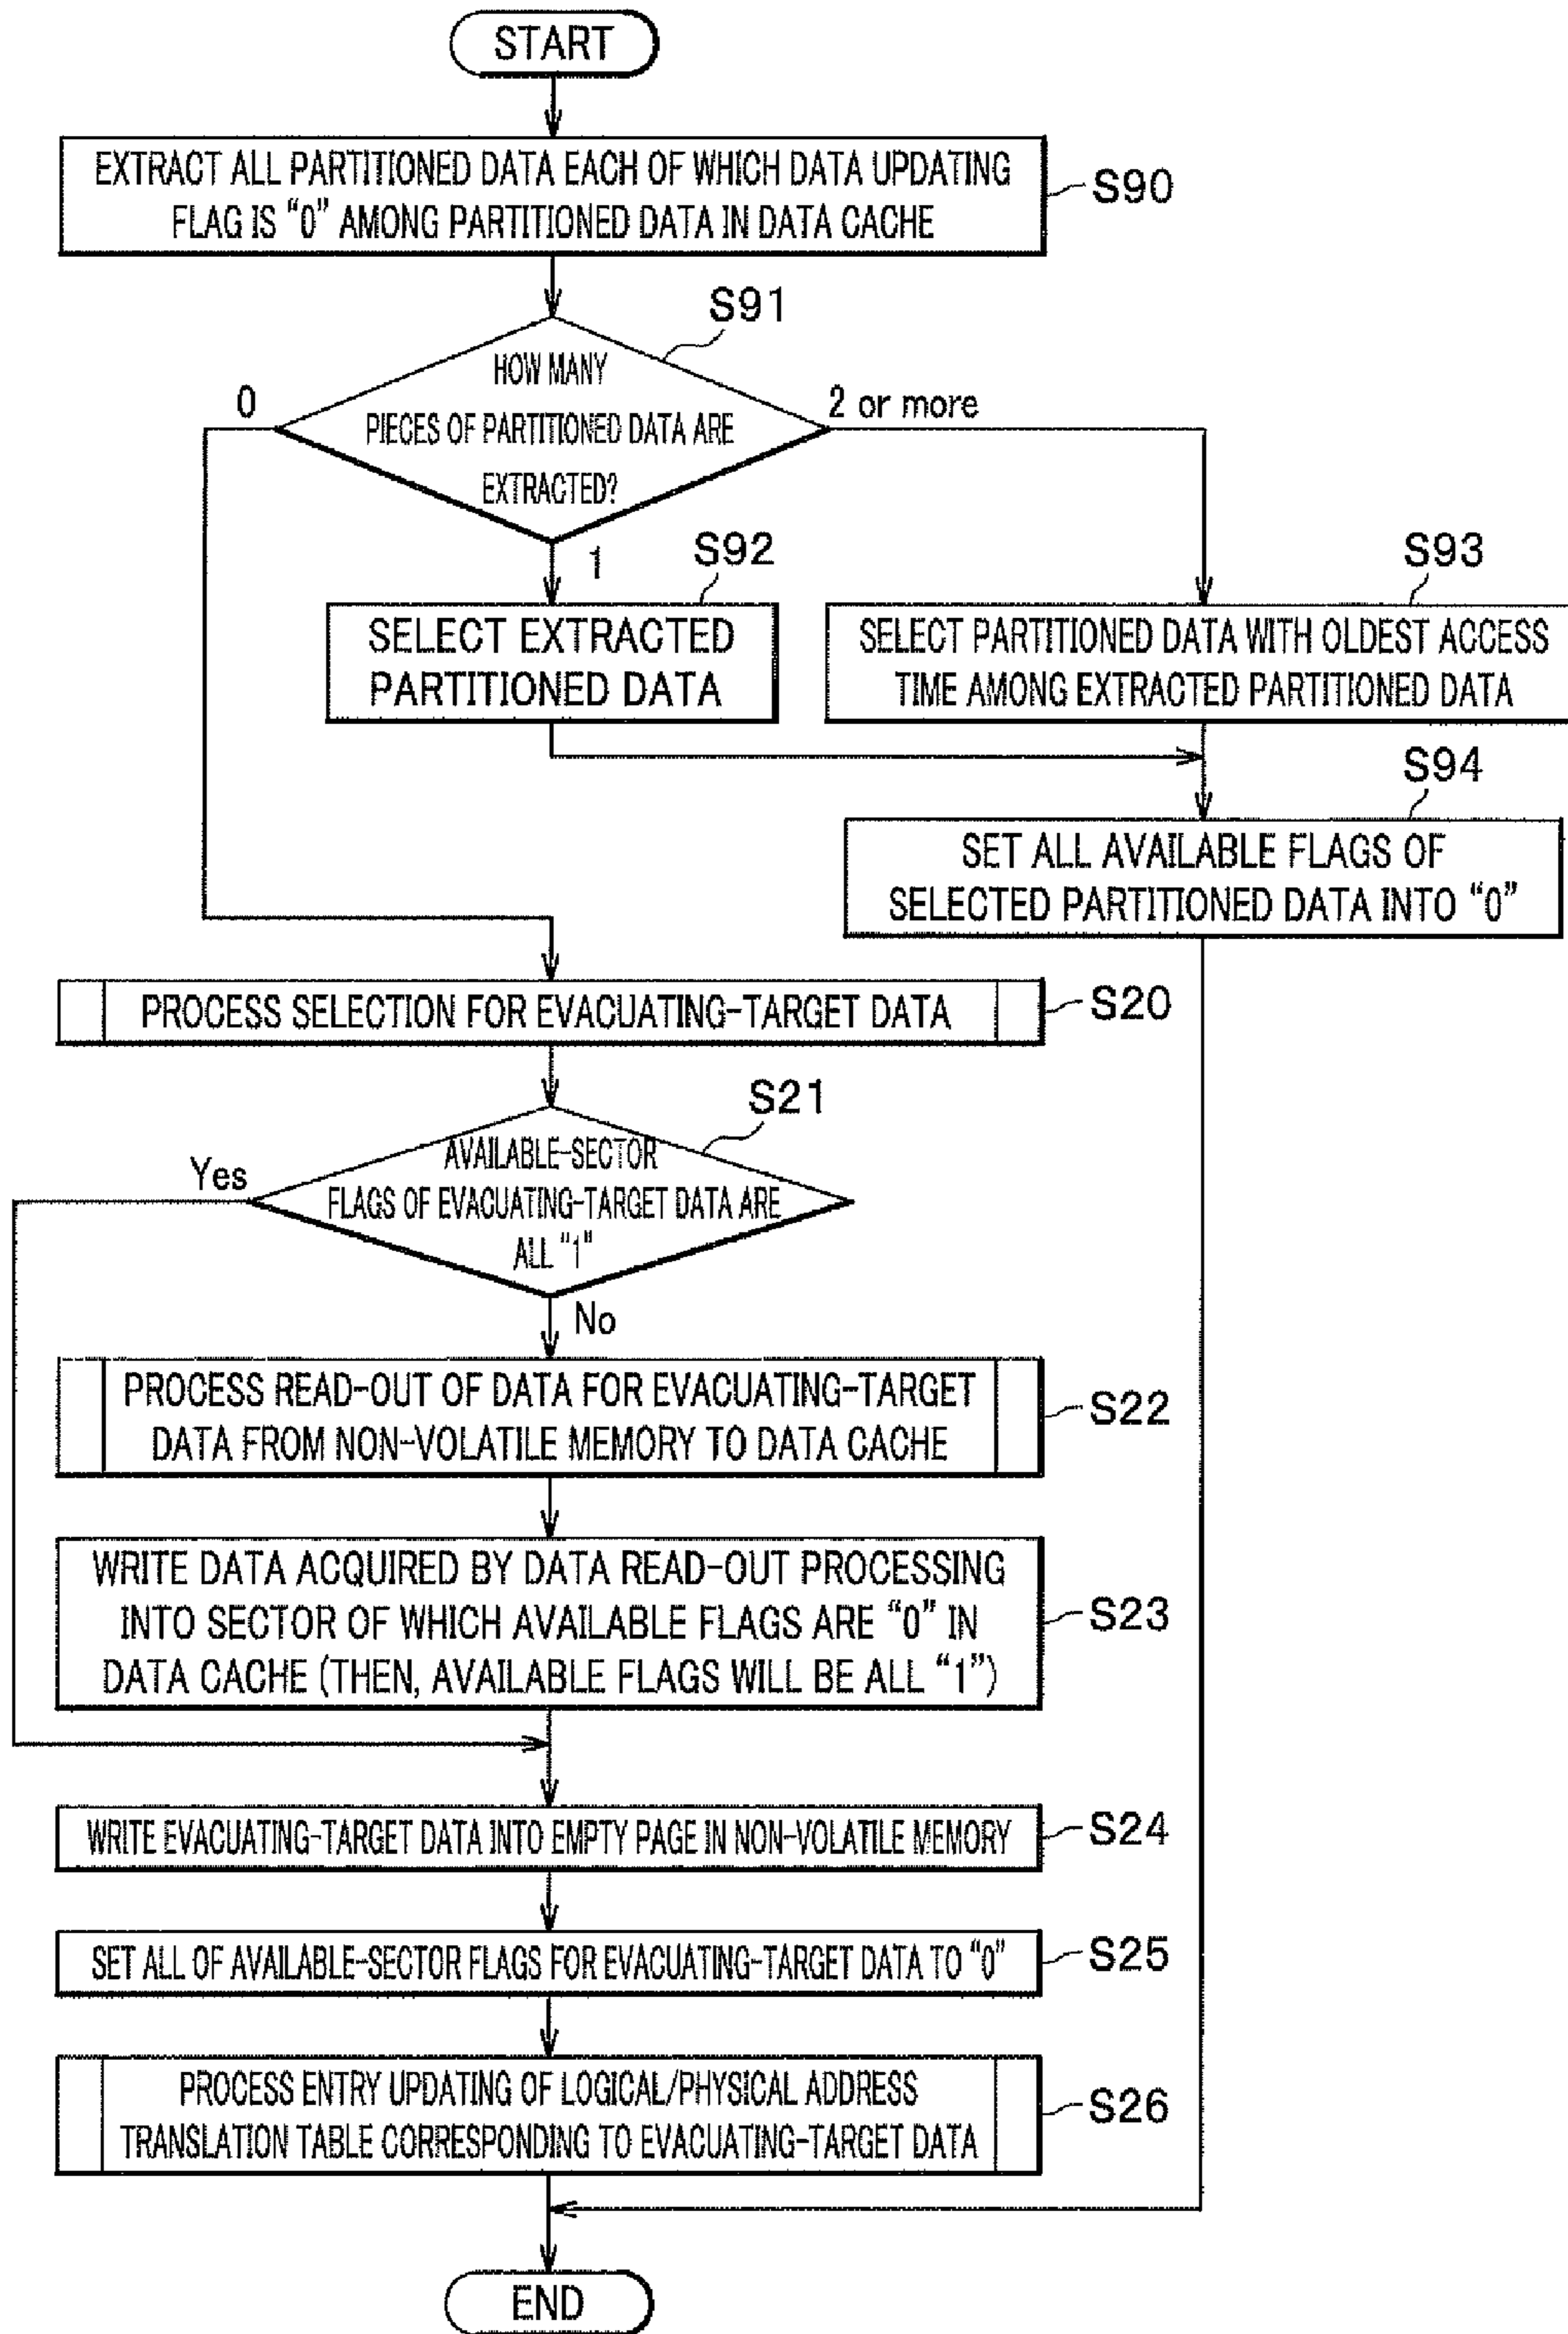 START
EXTRACT ALL PARTITIONED DATA EACH OF WHICH DATA UPDATING
FLAG IS “0” AMONG PARTITIONED DATA IN DATA CACHE
S90
S91
HOW MANY
PIECES OF PARTITIONED DATA ARE
EXTRACTED?
0
2 or more
1
S92
SELECT EXTRACTED
PARTITIONED DATA
S93
SELECT PARTITIONED DATA WITH OLDEST ACCESS
TIME AMONG EXTRACTED PARTITIONED DATA
S94
SET ALL AVAILABLE FLAGS OF
SELECTED PARTITIONED DATA INTO “0”
PROCESS SELECTION FOR EVACUATING-TARGET DATA
S20
S21
AVAILABLE-SECTOR
FLAGS OF EVACUATING-TARGET DATA ARE
ALL “1”
Yes
No
PROCESS READ-OUT OF DATA FOR EVACUATING-TARGET
DATA FROM NON-VOLATILE MEMORY TO DATA CACHE
S22
WRITE DATA ACQUIRED BY DATA READ-OUT PROCESSING
INTO SECTOR OF WHICH AVAILABLE FLAGS ARE “0” IN
DATA CACHE (THEN, AVAILABLE FLAGS WILL BE ALL “1”)
S23
WRITE EVACUATING-TARGET DATA INTO EMPTY PAGE IN NON-VOLATILE MEMORY
S24
SET ALL OF AVAILABLE-SECTOR FLAGS FOR EVACUATING-TARGET DATA TO “0”
S25
PROCESS ENTRY UPDATING OF LOGICAL/PHYSICAL ADDRESS
TRANSLATION TABLE CORRESPONDING TO EVACUATING-TARGET DATA
S26
END